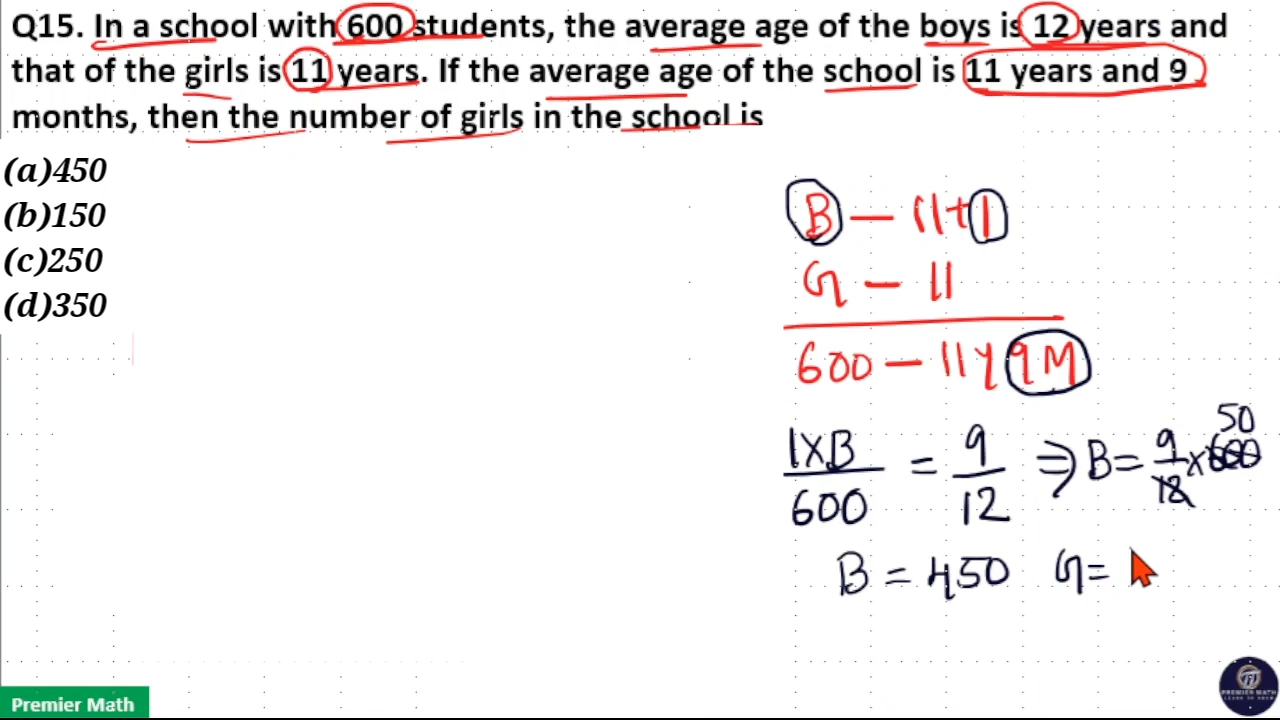 Q15. In a school with 600 students, the average age of the boys is 12 years and
that of the girls is 11 years. If the average age of the school is 11 years and 9
months, then the number of girls in the school is
(a)450
(b)150
(c)250
(d)350
B — 11+1
G — 11
600 — 11y 9M
1×B/600 = 9/12 ⇒ B = 9/12 × 600 50
B = 450 G =
Premier Math
PREMIER MATH